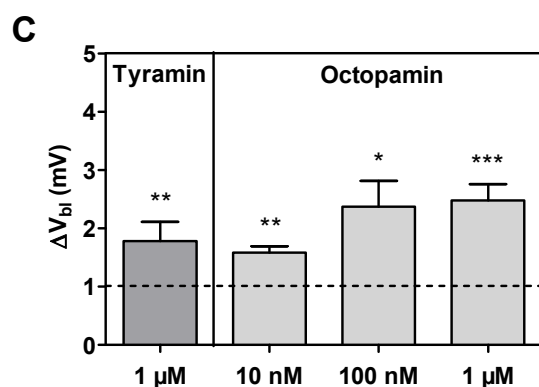 C
5
Tyramin Octopamin
4
3
2
1
0
ΔVbl (mV)
**
**
*
***
1 µM 10 nM 100 nM 1 µM